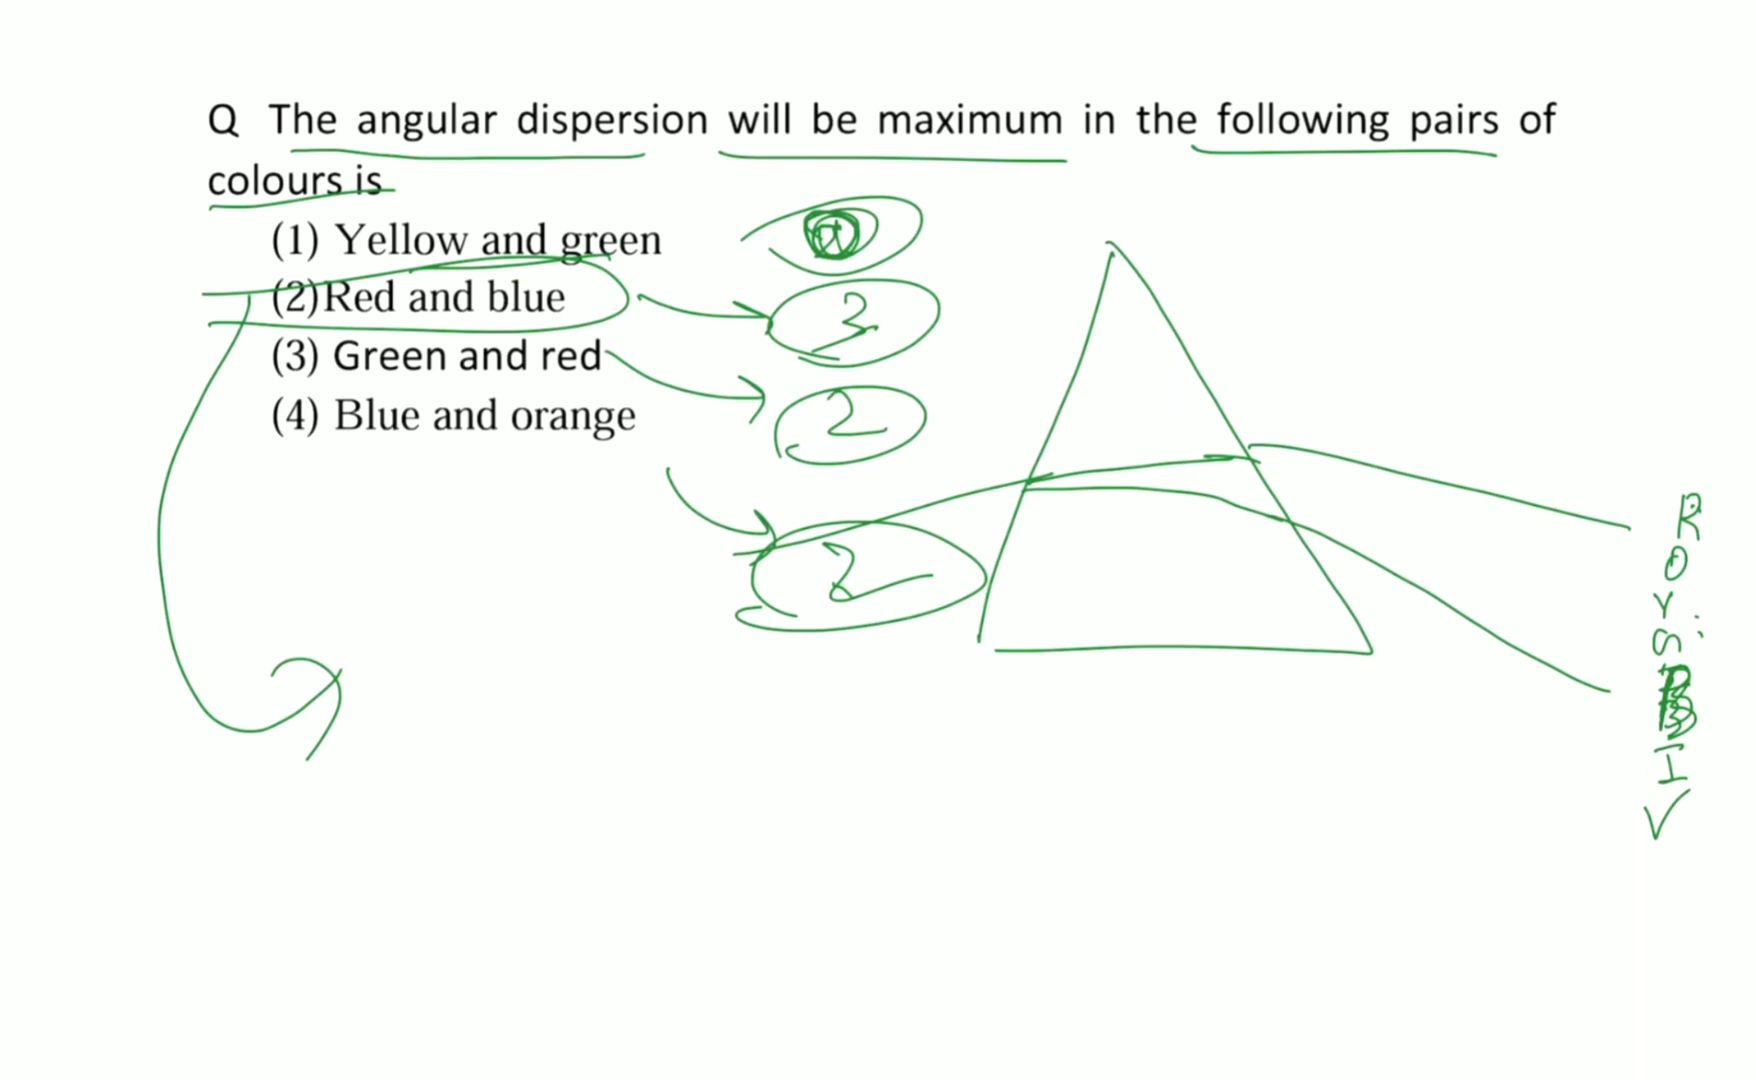 Q The angular dispersion will be maximum in the following pairs of
colours is
(1) Yellow and green
(2)Red and blue
(3) Green and red
(4) Blue and orange
3
2
2
R
O
Y
G
B
I
V